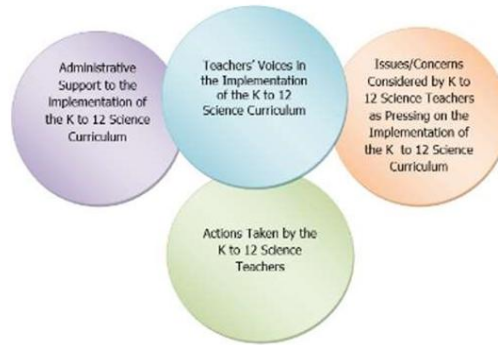 Administrative
Support to the
Implementation of
the K to 12 Science
Curriculum
Teachers' Voices in
the Implementation
of the K to 12
Science Curriculum
Issues/Concerns
Considered by K to
12 Science Teachers
as Pressing on the
Implementation of
the K to 12 Science
Curriculum
Actions Taken by the
K to 12 Science
Teachers